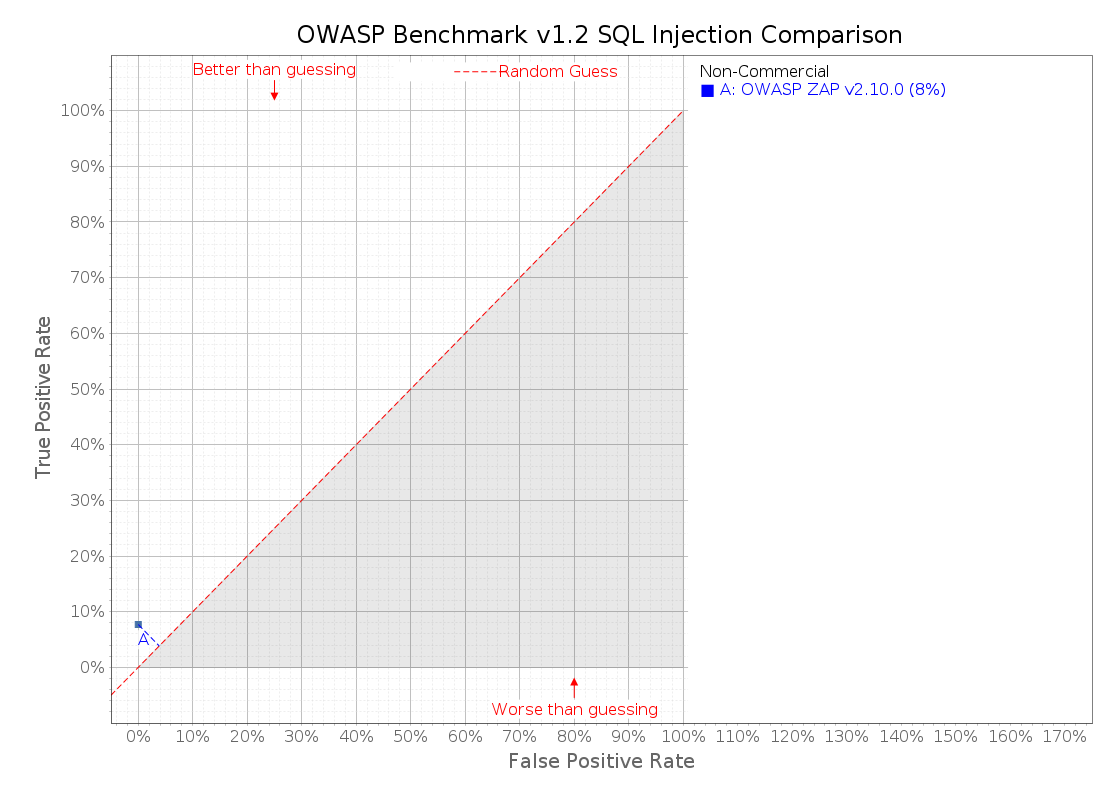 OWASP Benchmark v1.2 SQL Injection Comparison
Better than guessing
Random Guess
Non-Commercial
A: OWASP ZAP v2.10.0 (8%)
True Positive Rate
100%
90%
80%
70%
60%
50%
40%
30%
20%
10%
0%
A
Worse than guessing
0% 10% 20% 30% 40% 50% 60% 70% 80% 90% 100% 110% 120% 130% 140% 150% 160% 170%
False Positive Rate